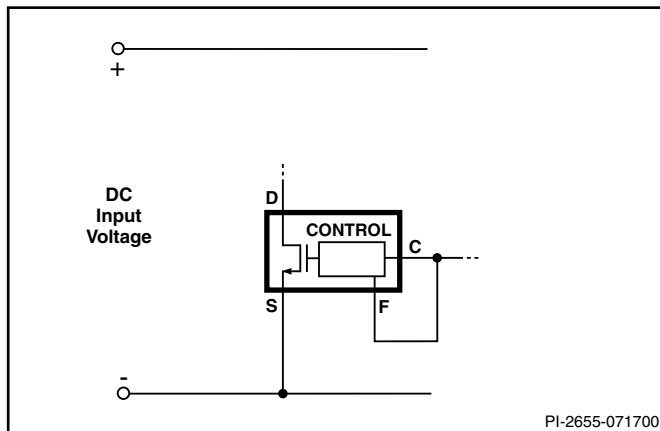 +
DC
Input
Voltage
D
CONTROL
C
S
F
-
PI-2655-071700